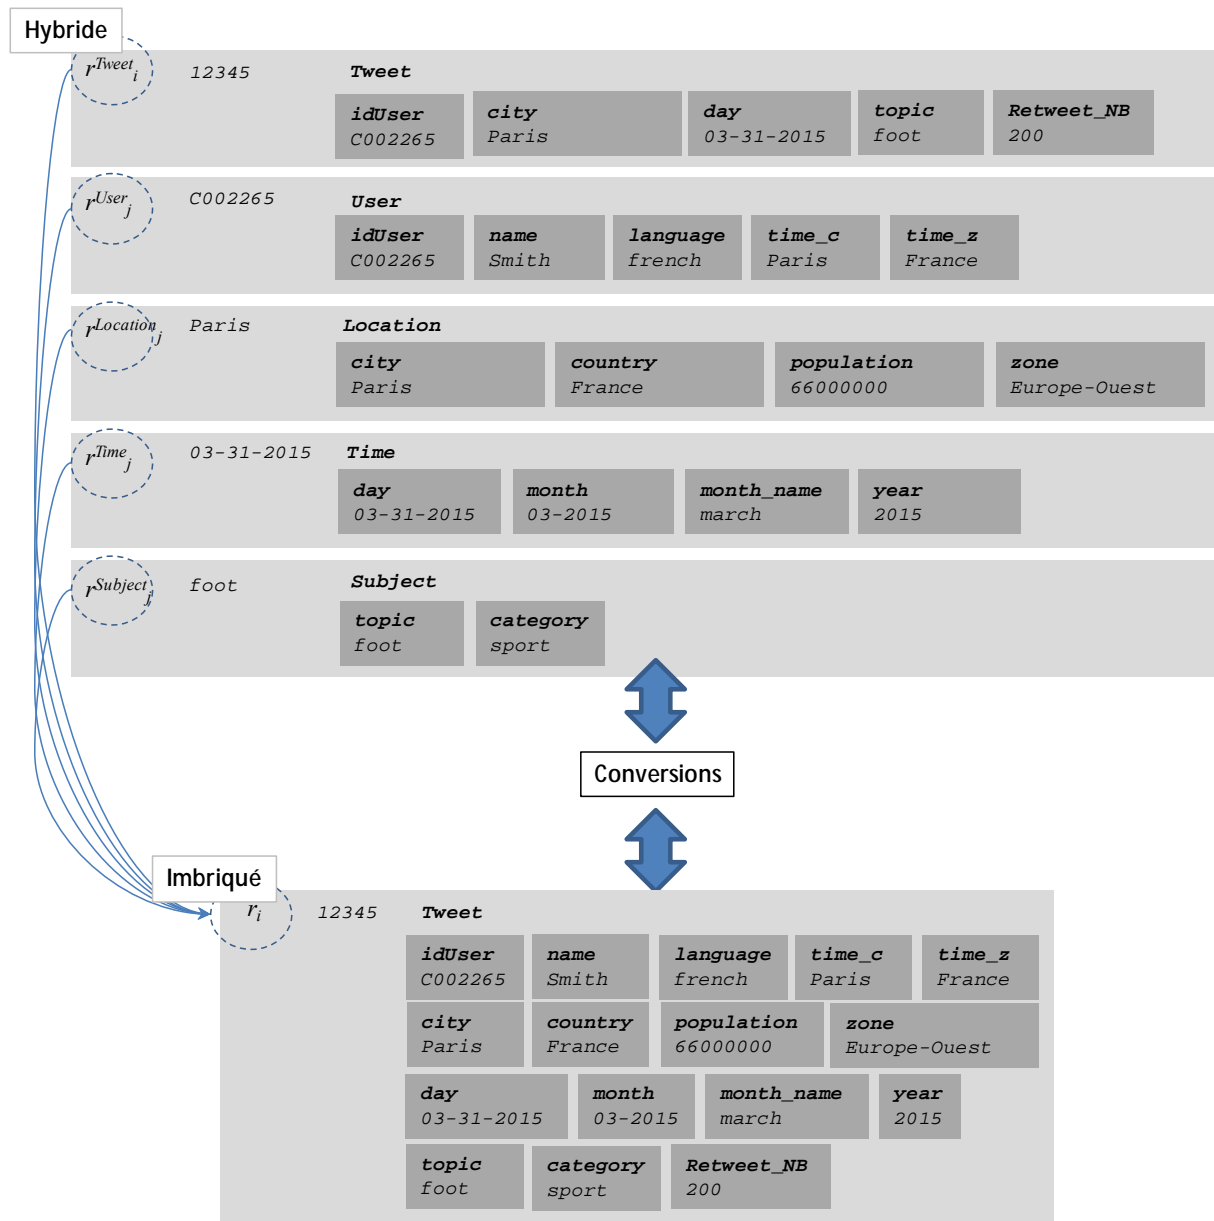 Hybride
r^Tweet_i 12345 Tweet
idUser city day topic Retweet_NB
C002265 Paris 03-31-2015 foot 200
r^User_j C002265 User
idUser name language time_c time_z
C002265 Smith french Paris France
r^Location_j Paris Location
city country population zone
Paris France 66000000 Europe-Ouest
r^Time_j 03-31-2015 Time
day month month_name year
03-31-2015 03-2015 march 2015
r^Subject_j foot Subject
topic category
foot sport
Conversions
Imbriqué
r_i 12345 Tweet
idUser name language time_c time_z
C002265 Smith french Paris France
city country population zone
Paris France 66000000 Europe-Ouest
day month month_name year
03-31-2015 03-2015 march 2015
topic category Retweet_NB
foot sport 200